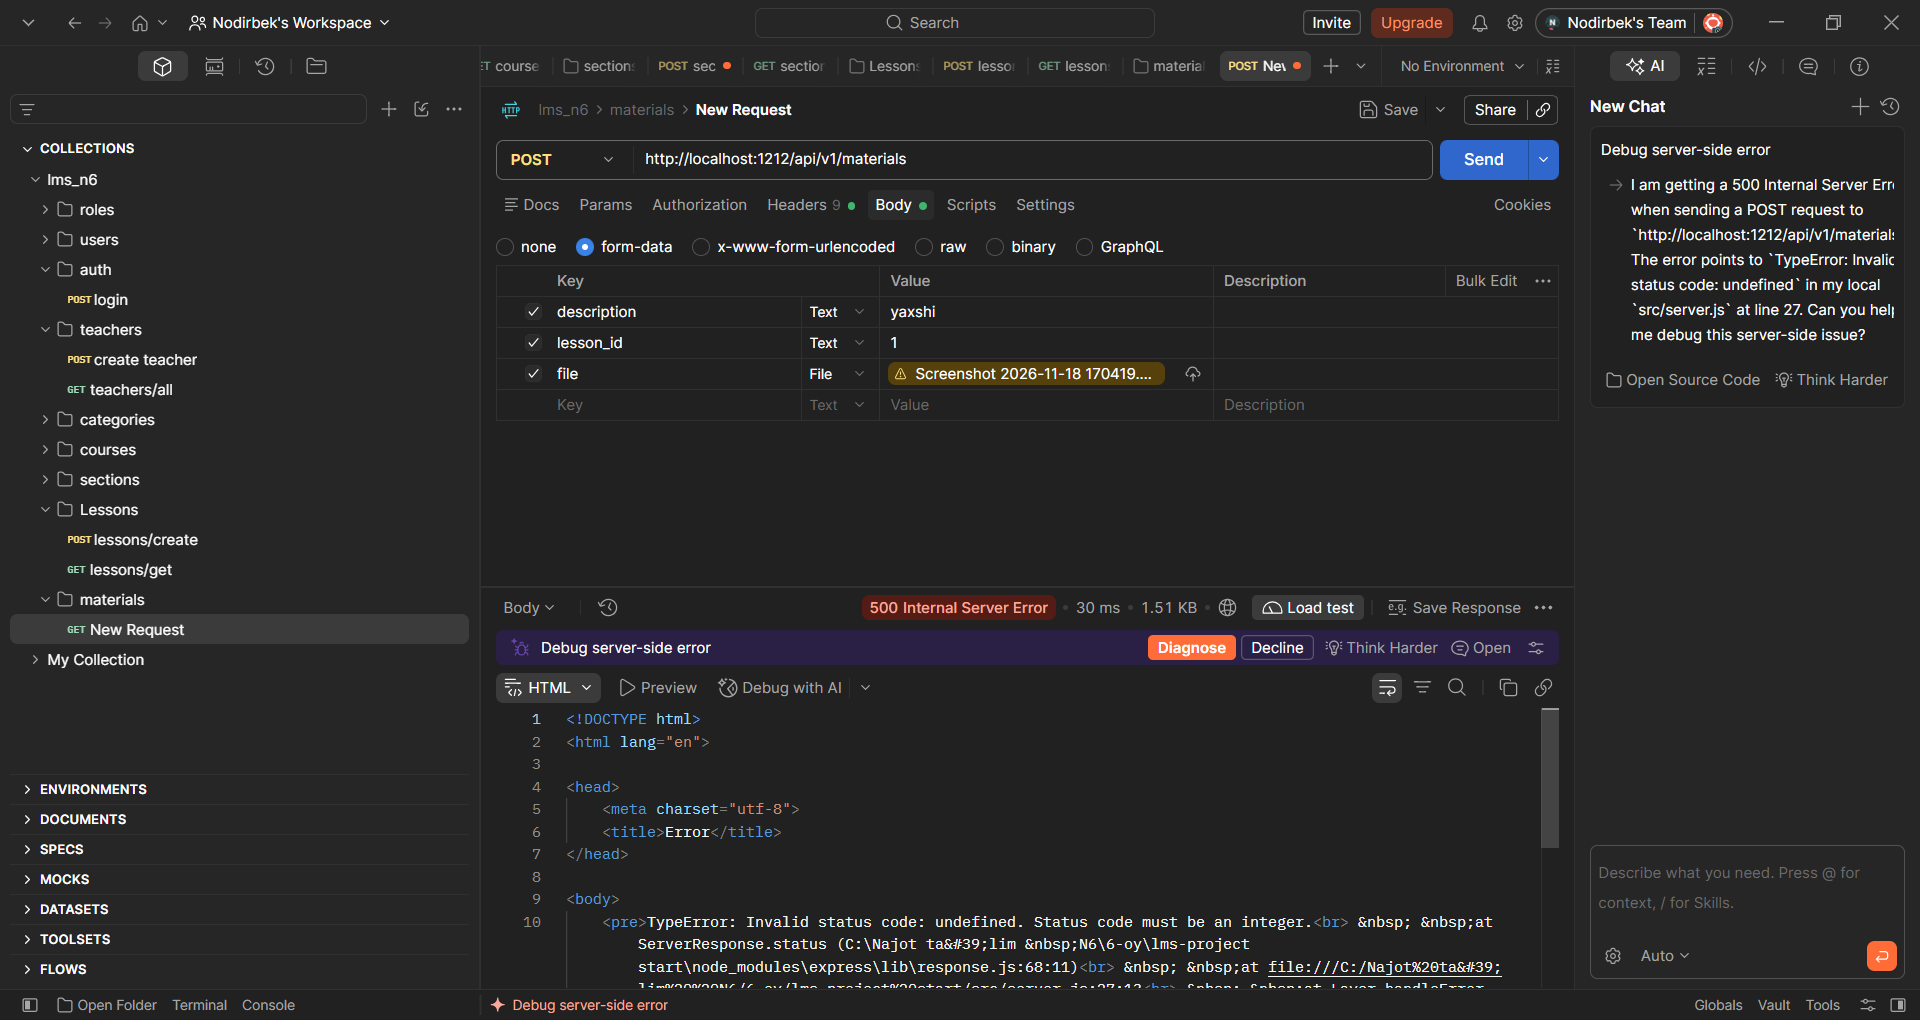 Nodirbek's Workspace
Search
Invite
Upgrade
Nodirbek's Team
course
sections
POST sec
GET section
Lessons
POST lesson
GET lesson
material
POST New
No Environment
AI
lms_n6 > materials > New Request
Save
Share
New Chat
COLLECTIONS
lms_n6
roles
users
auth
POST login
teachers
POST create teacher
GET teachers/all
categories
courses
sections
Lessons
POST lessons/create
GET lessons/get
materials
GET New Request
My Collection
ENVIRONMENTS
DOCUMENTS
SPECS
MOCKS
DATASETS
TOOLSETS
FLOWS
POST
http://localhost:1212/api/v1/materials
Send
Docs
Params
Authorization
Headers 9
Body
Scripts
Settings
Cookies
none
form-data
x-www-form-urlencoded
raw
binary
GraphQL
Key Value Description Bulk Edit
description Text yaxshi
lesson_id Text 1
file File Screenshot 2026-11-18 170419....
Key Text Value Description
Body
500 Internal Server Error
30 ms
1.51 KB
Load test
e.g. Save Response
Debug server-side error
Diagnose
Decline
Think Harder
Open
HTML
Preview
Debug with AI
1 <!DOCTYPE html>
2 <html lang="en">
3
4 <head>
5 <meta charset="utf-8">
6 <title>Error</title>
7 </head>
8
9 <body>
10 <pre>TypeError: Invalid status code: undefined. Status code must be an integer.<br> &nbsp; &nbsp;at
ServerResponse.status (C:\Najot ta&#39;lim &nbsp;N6\6-oy\lms-project
start\node_modules\express\lib\response.js:68:11)<br> &nbsp; &nbsp;at file:///C:/Najot%20ta&#39;
Debug server-side error
I am getting a 500 Internal Server Erro
when sending a POST request to
`http://localhost:1212/api/v1/materials
The error points to `TypeError: Invalid
status code: undefined` in my local
`src/server.js` at line 27. Can you help
me debug this server-side issue?
Open Source Code
Think Harder
Describe what you need. Press @ for
context, / for Skills.
Auto
Open Folder
Terminal
Console
Debug server-side error
Globals
Vault
Tools